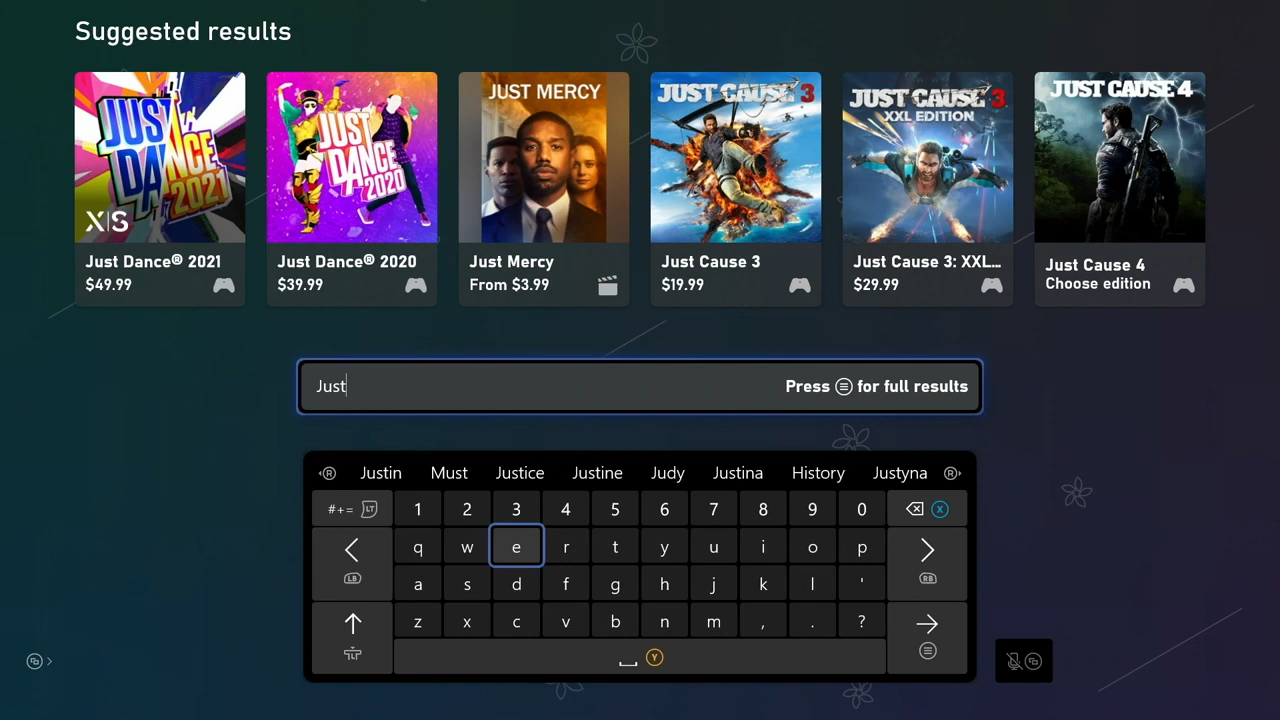 Suggested results
JUST DANCE 2021
X|S
Just Dance® 2021
$49.99
JUST DANCE 2020
Just Dance® 2020
$39.99
JUST MERCY
Just Mercy
From $3.99
JUST CAUSE 3
Just Cause 3
$19.99
JUST CAUSE 3
XXL EDITION
Just Cause 3: XXL...
$29.99
JUST CAUSE 4
Just Cause 4
Choose edition
Just Press ☰ for full results
R Justin Must Justice Justine Judy Justina History Justyna R
#+= LT 1 2 3 4 5 6 7 8 9 0 X
q w e r t y u i o p
LB a s d f g h j k l ' RB
z x c v b n m , . ?
Y